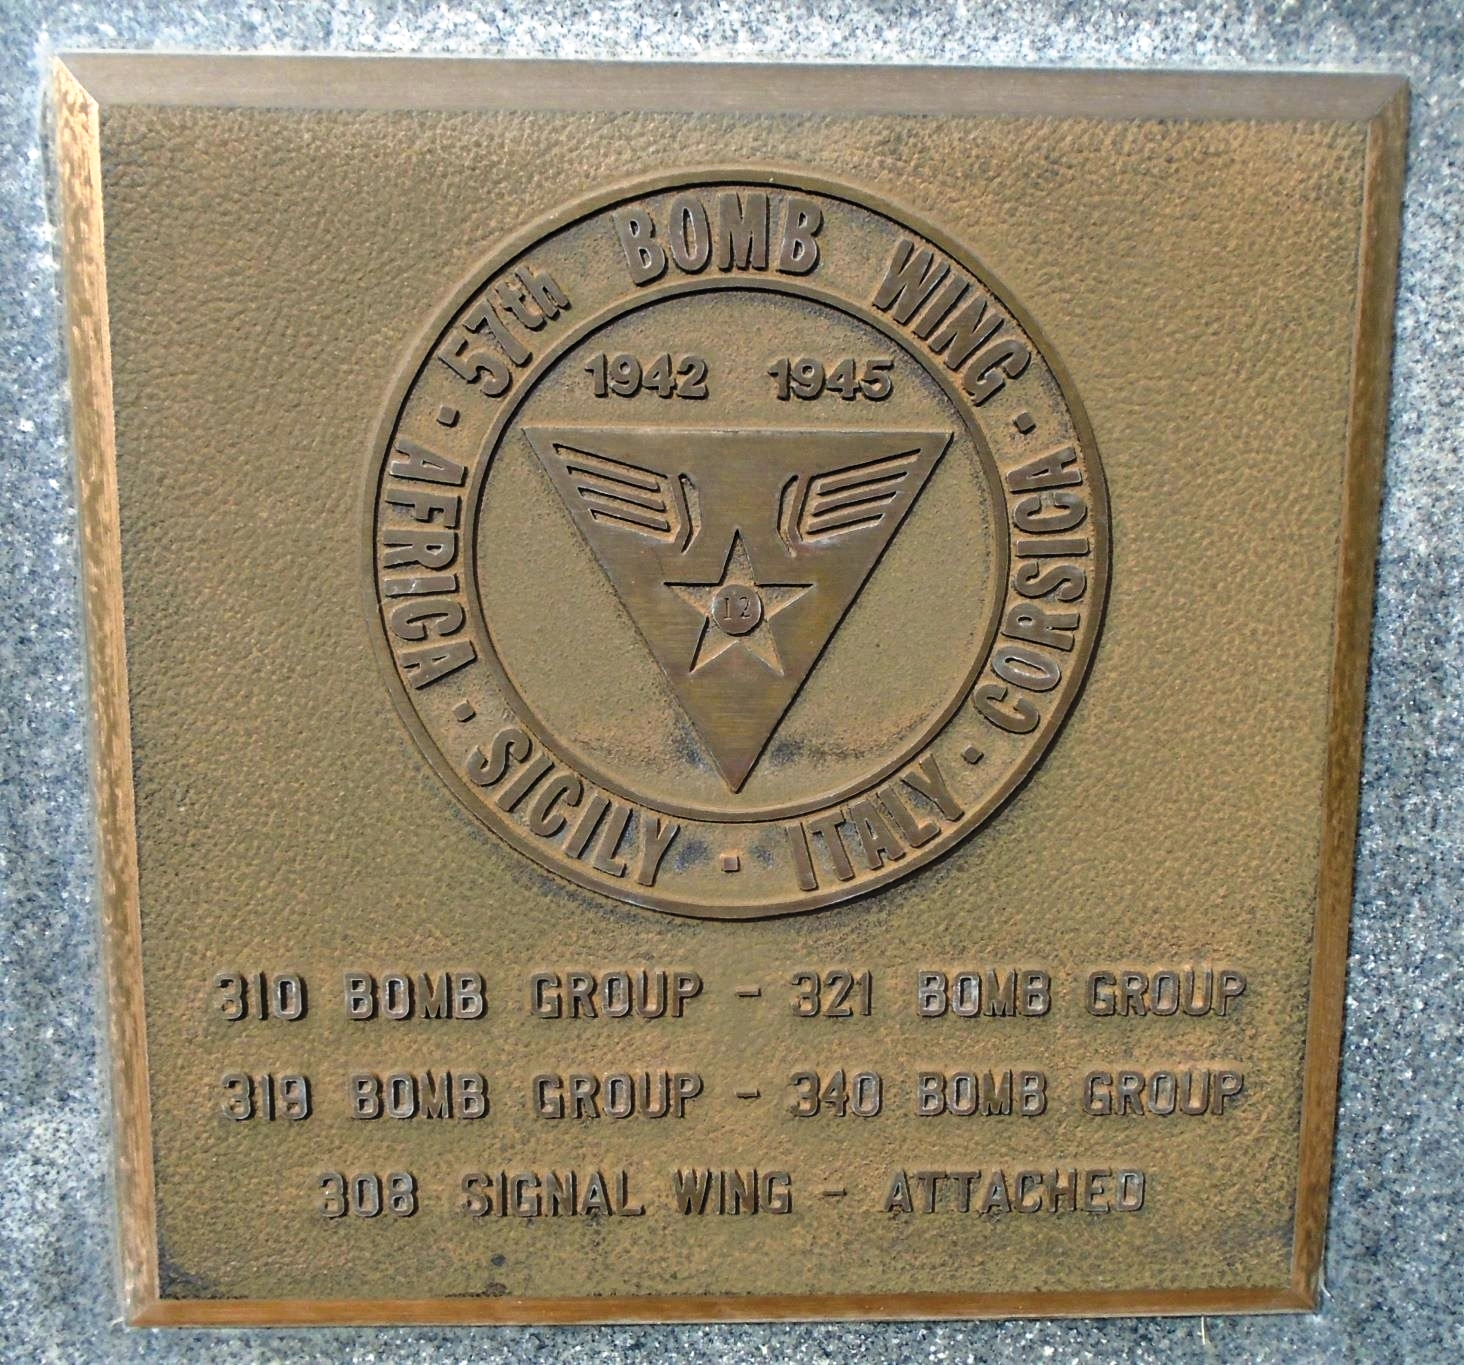 57th BOMB WING · CORSICA · ITALY · SICILY · AFRICA ·
1942 1945
12
310 BOMB GROUP - 321 BOMB GROUP
319 BOMB GROUP - 340 BOMB GROUP
308 SIGNAL WING - ATTACHED